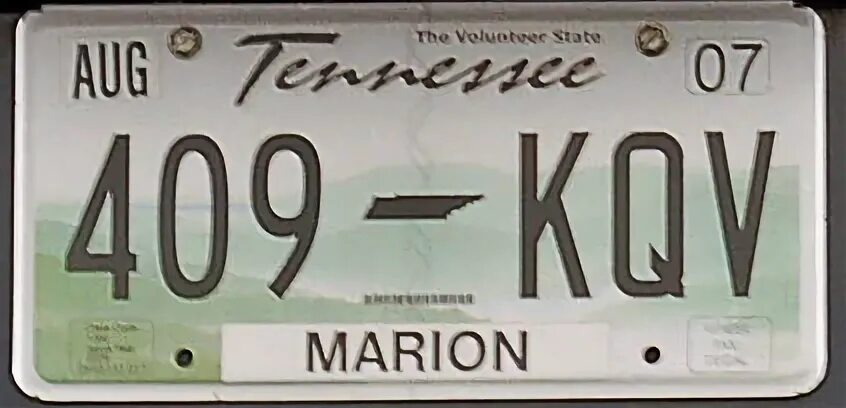 The Volunteer State
AUG Tennessee 07
409 KQV
MARION